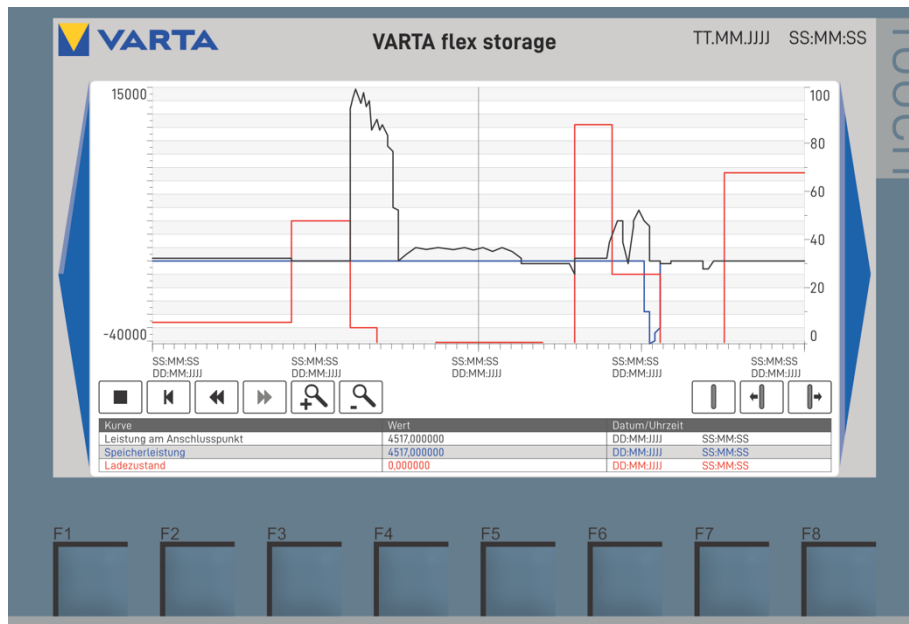 VARTA
VARTA flex storage
TT.MM.JJJJ SS:MM:SS
TOUCH
15000
-40000
100
80
60
40
20
0
SS:MM:SS SS:MM:SS SS:MM:SS SS:MM:SS SS:MM:SS
DD:MM:JJJJ DD:MM:JJJJ DD:MM:JJJJ DD:MM:JJJJ DD:MM:JJJJ
+ -
Kurve Wert Datum/Uhrzeit
Leistung am Anschlusspunkt 4517,000000 DD:MM:JJJJ SS:MM:SS
Speicherleistung 4517,000000 DD:MM:JJJJ SS:MM:SS
Ladezustand 0,000000 DD:MM:JJJJ SS:MM:SS
F1 F2 F3 F4 F5 F6 F7 F8